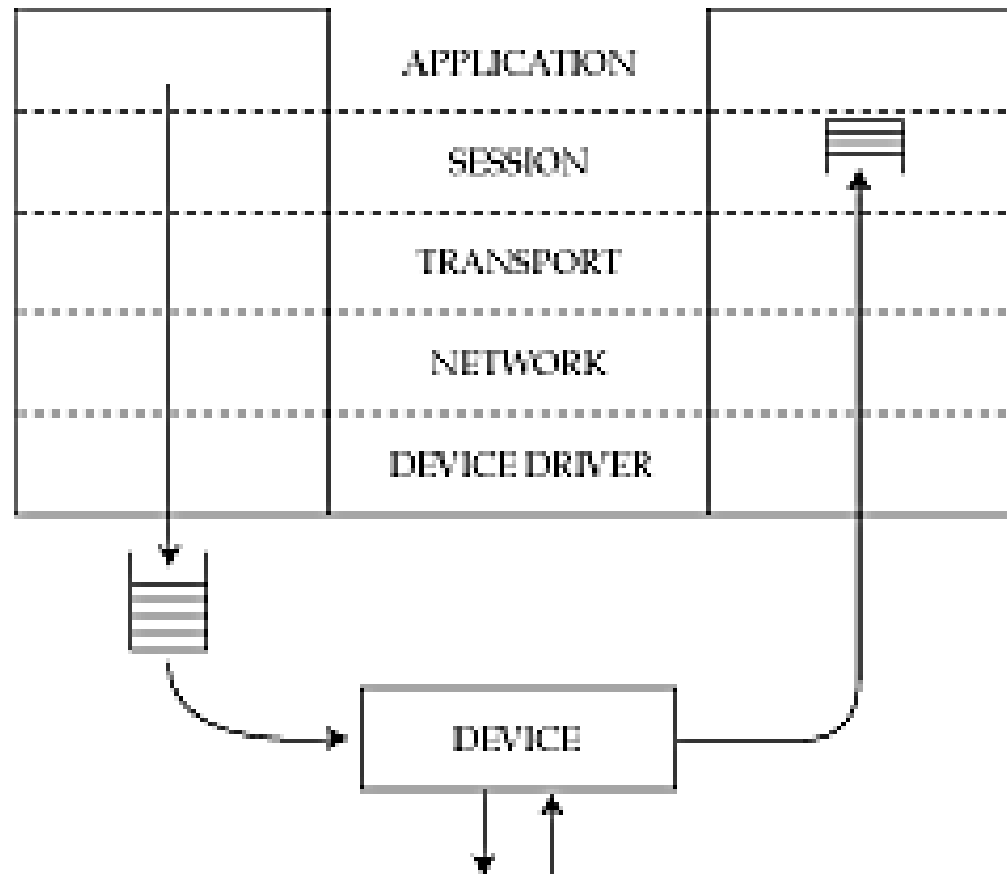 APPLICATION
SESSION
TRANSPORT
NETWORK
DEVICE DRIVER
DEVICE